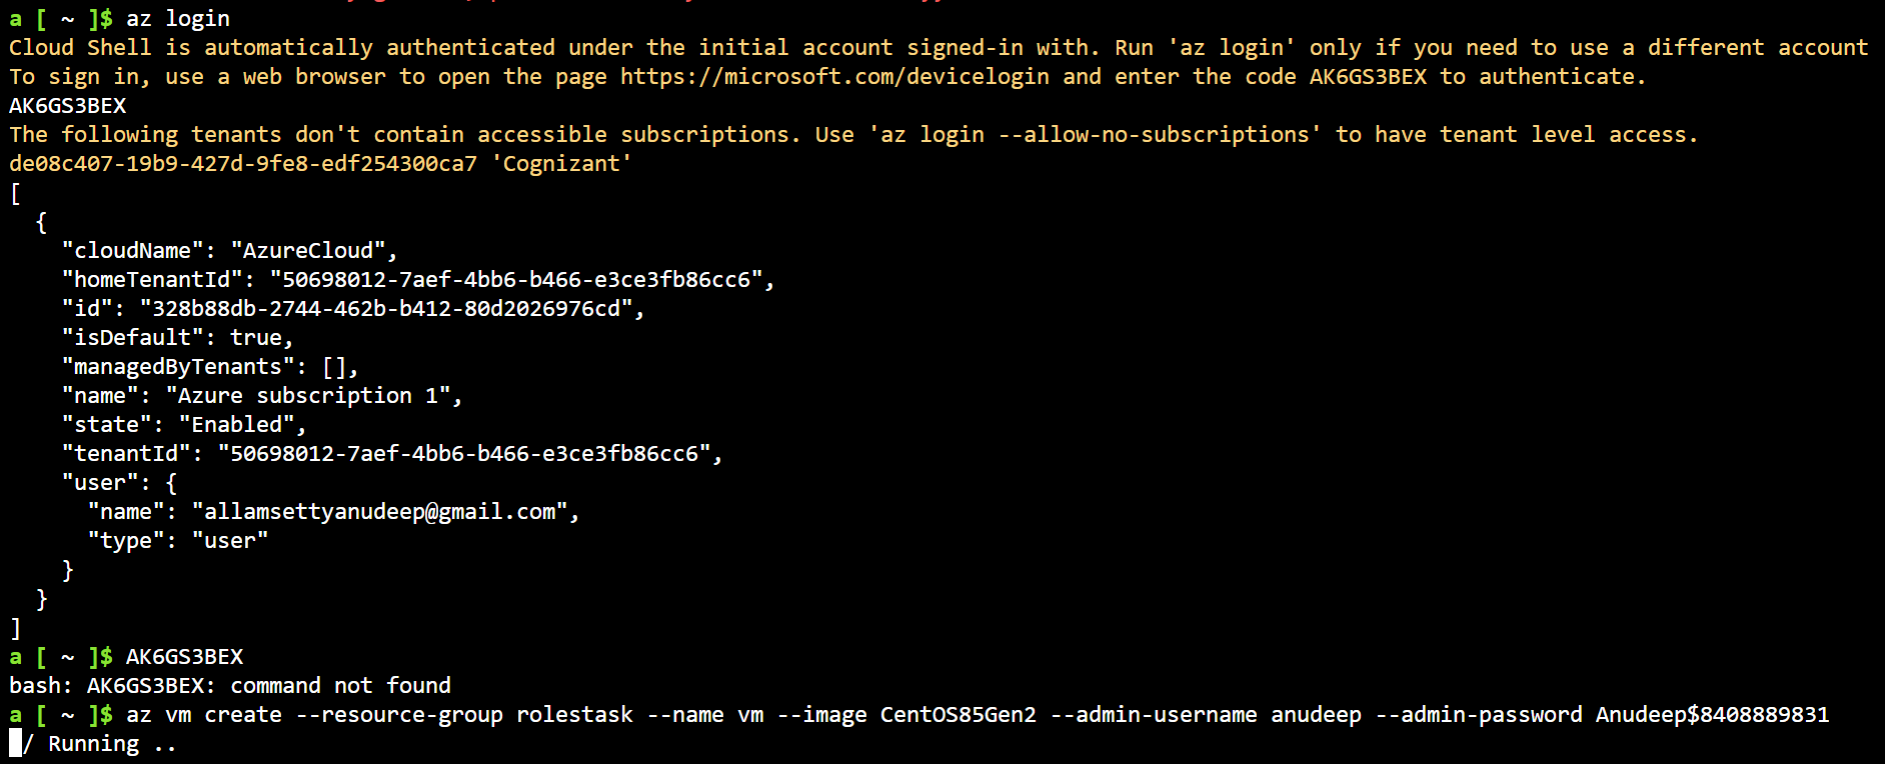 a [ ~ ]$ az login
Cloud Shell is automatically authenticated under the initial account signed-in with. Run 'az login' only if you need to use a different account
To sign in, use a web browser to open the page https://microsoft.com/devicelogin and enter the code AK6GS3BEX to authenticate.
AK6GS3BEX
The following tenants don't contain accessible subscriptions. Use 'az login --allow-no-subscriptions' to have tenant level access.
de08c407-19b9-427d-9fe8-edf254300ca7 'Cognizant'
[
  {
    "cloudName": "AzureCloud",
    "homeTenantId": "50698012-7aef-4bb6-b466-e3ce3fb86cc6",
    "id": "328b88db-2744-462b-b412-80d2026976cd",
    "isDefault": true,
    "managedByTenants": [],
    "name": "Azure subscription 1",
    "state": "Enabled",
    "tenantId": "50698012-7aef-4bb6-b466-e3ce3fb86cc6",
    "user": {
      "name": "allamsettyanudeep@gmail.com",
      "type": "user"
    }
  }
]
a [ ~ ]$ AK6GS3BEX
bash: AK6GS3BEX: command not found
a [ ~ ]$ az vm create --resource-group rolestask --name vm --image CentOS85Gen2 --admin-username anudeep --admin-password Anudeep$8408889831
/ Running ..